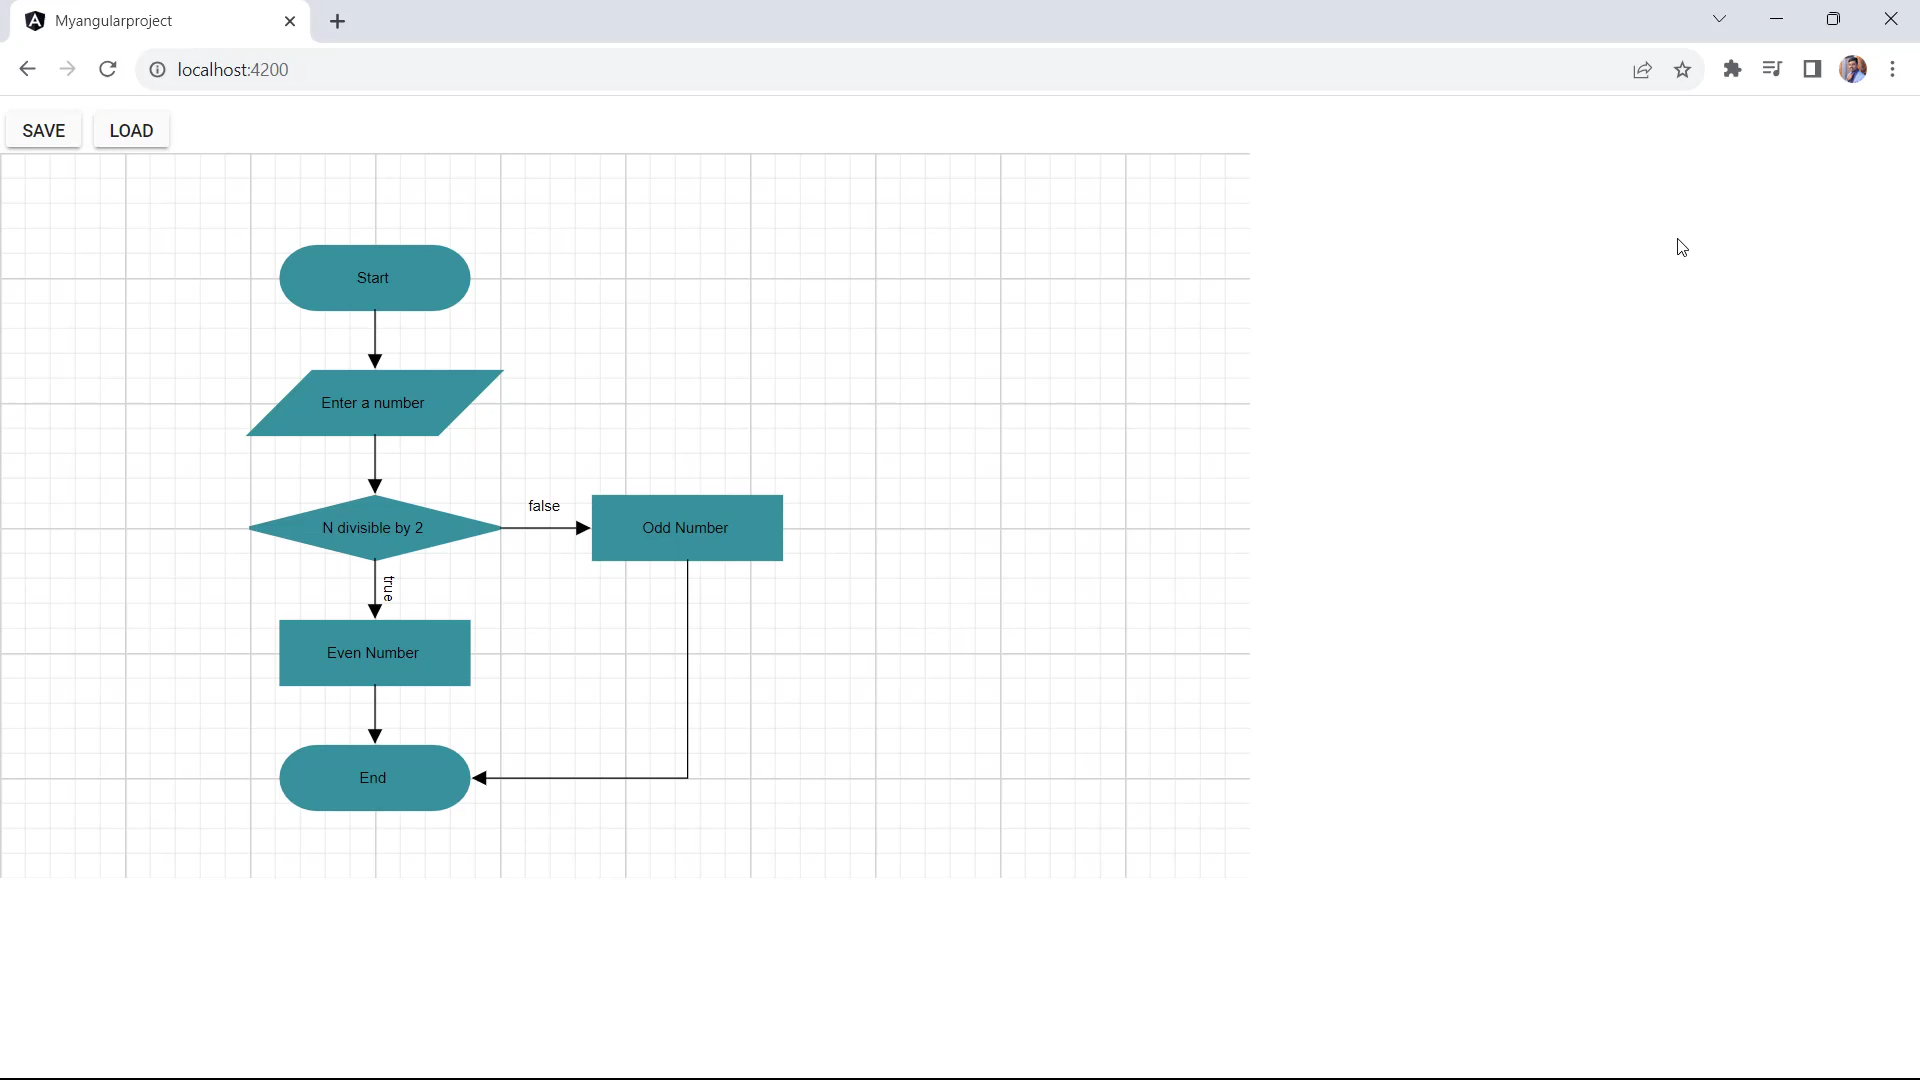 Myangularproject
localhost:4200
SAVE LOAD
Start
Enter a number
false
N divisible by 2
Odd Number
true
Even Number
End